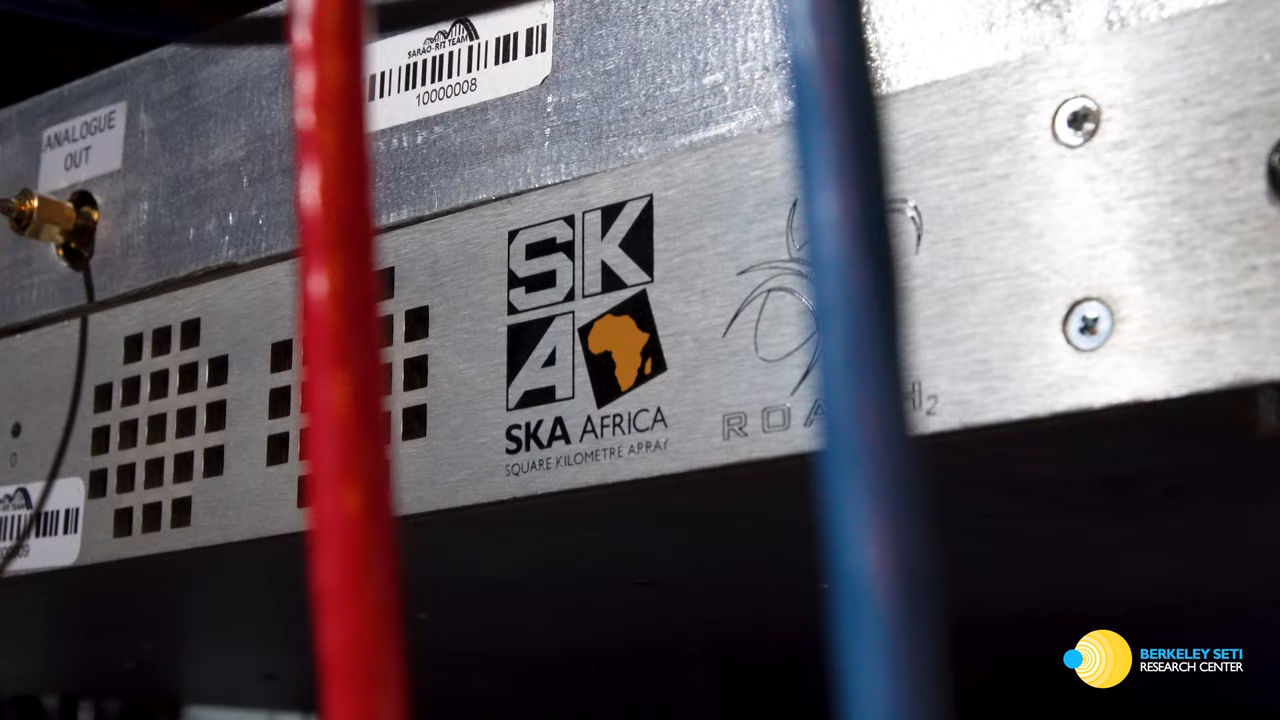 SARAO-RFI TEAM
10000008
ANALOGUE
OUT
SK
A
SKA AFRICA
SQUARE KILOMETRE ARRAY
BERKELEY SETI
RESEARCH CENTER